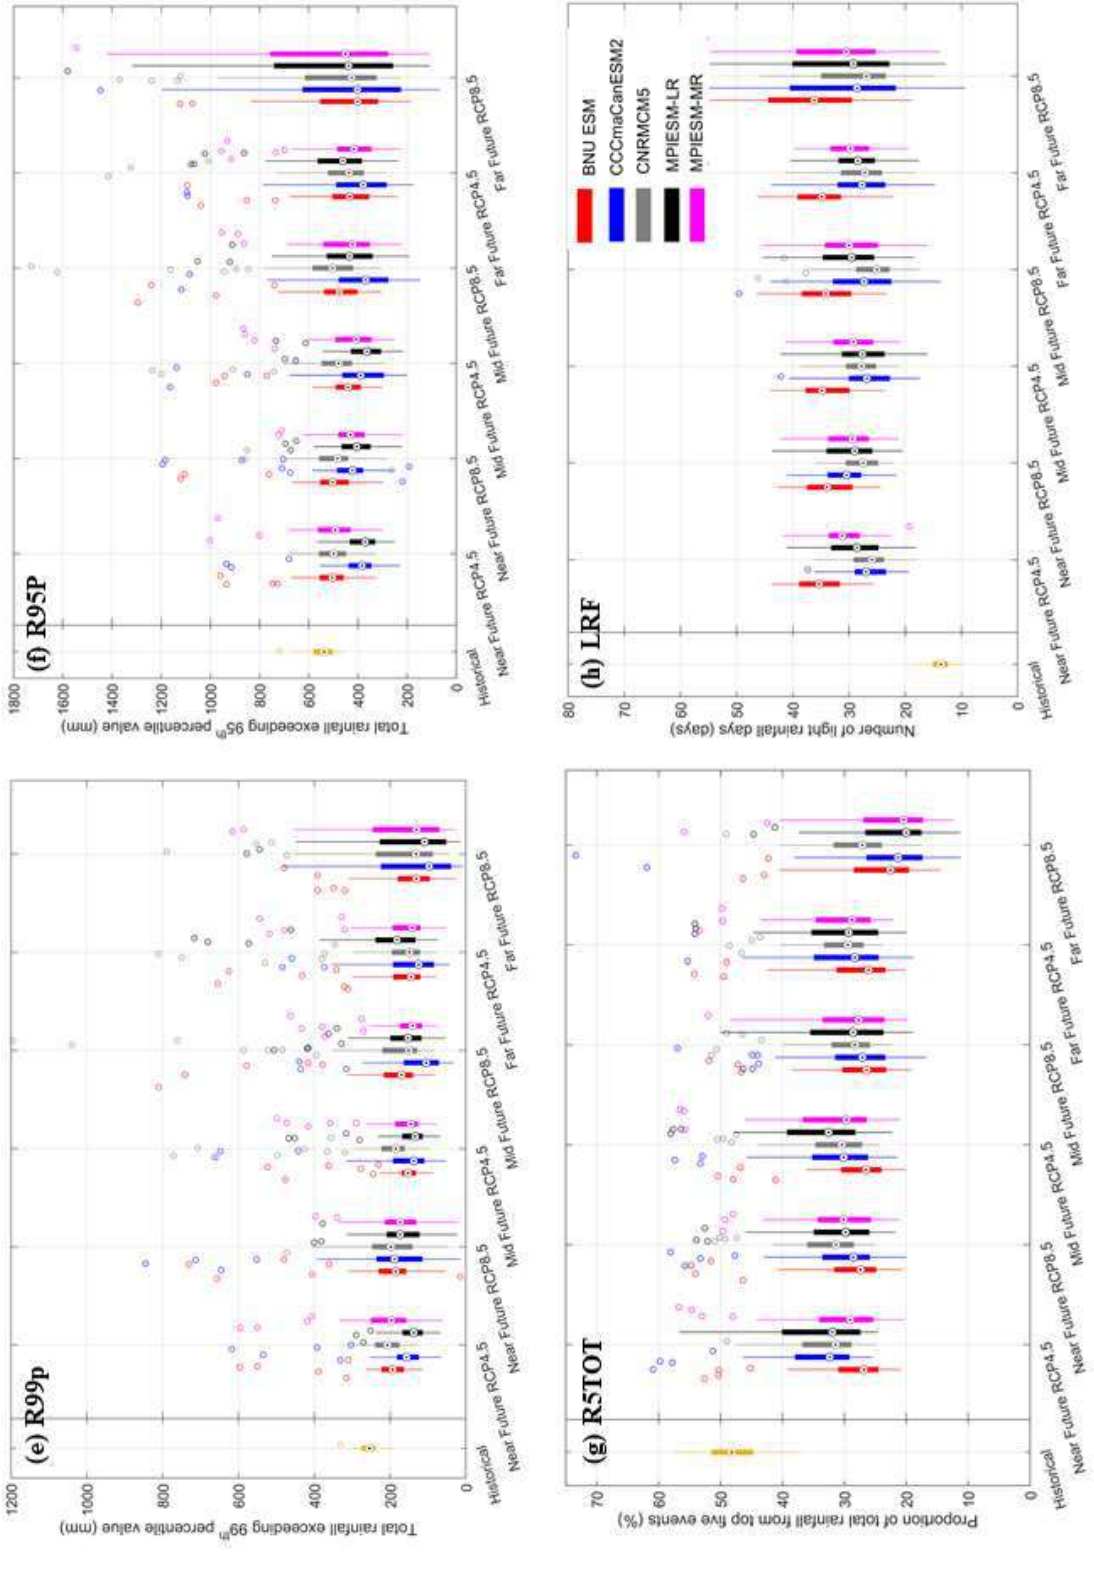 (e) R99p
Total rainfall exceeding 99th percentile value (mm)
1200
1000
800
600
400
200
0
Historical
Near Future RCP4.5
Near Future RCP8.5
Mid Future RCP4.5
Mid Future RCP8.5
Far Future RCP4.5
Far Future RCP8.5
(f) R95P
Total rainfall exceeding 95th percentile value (mm)
1800
1600
1400
1200
1000
800
600
400
200
0
Historical
Near Future RCP4.5
Near Future RCP8.5
Mid Future RCP4.5
Mid Future RCP8.5
Far Future RCP4.5
Far Future RCP8.5
(g) R5TOT
Proportion of total rainfall from top five events (%)
70
60
50
40
30
20
10
0
Historical
Near Future RCP4.5
Near Future RCP8.5
Mid Future RCP4.5
Mid Future RCP8.5
Far Future RCP4.5
Far Future RCP8.5
(h) LRF
Number of light rainfall days (days)
80
70
60
50
40
30
20
10
0
BNU ESM
CCCmaCanESM2
CNRMCM5
MPIESM-LR
MPIESM-MR
Historical
Near Future RCP4.5
Near Future RCP8.5
Mid Future RCP4.5
Mid Future RCP8.5
Far Future RCP4.5
Far Future RCP8.5